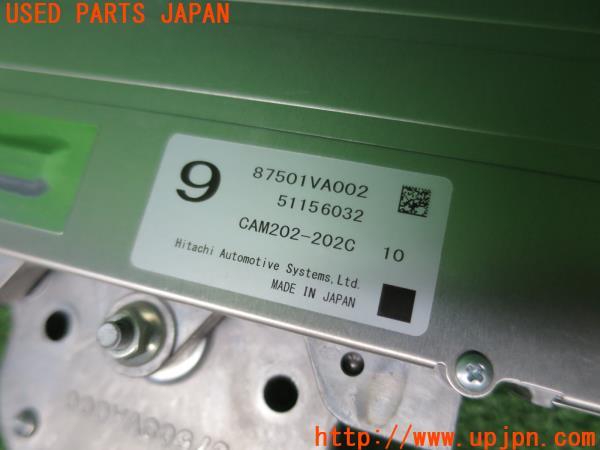 USED PARTS JAPAN
9
87501VA002
51156032
CAM202-202C 10
Hitachi Automotive Systems,Ltd.
MADE IN JAPAN
http://www.upjpn.com